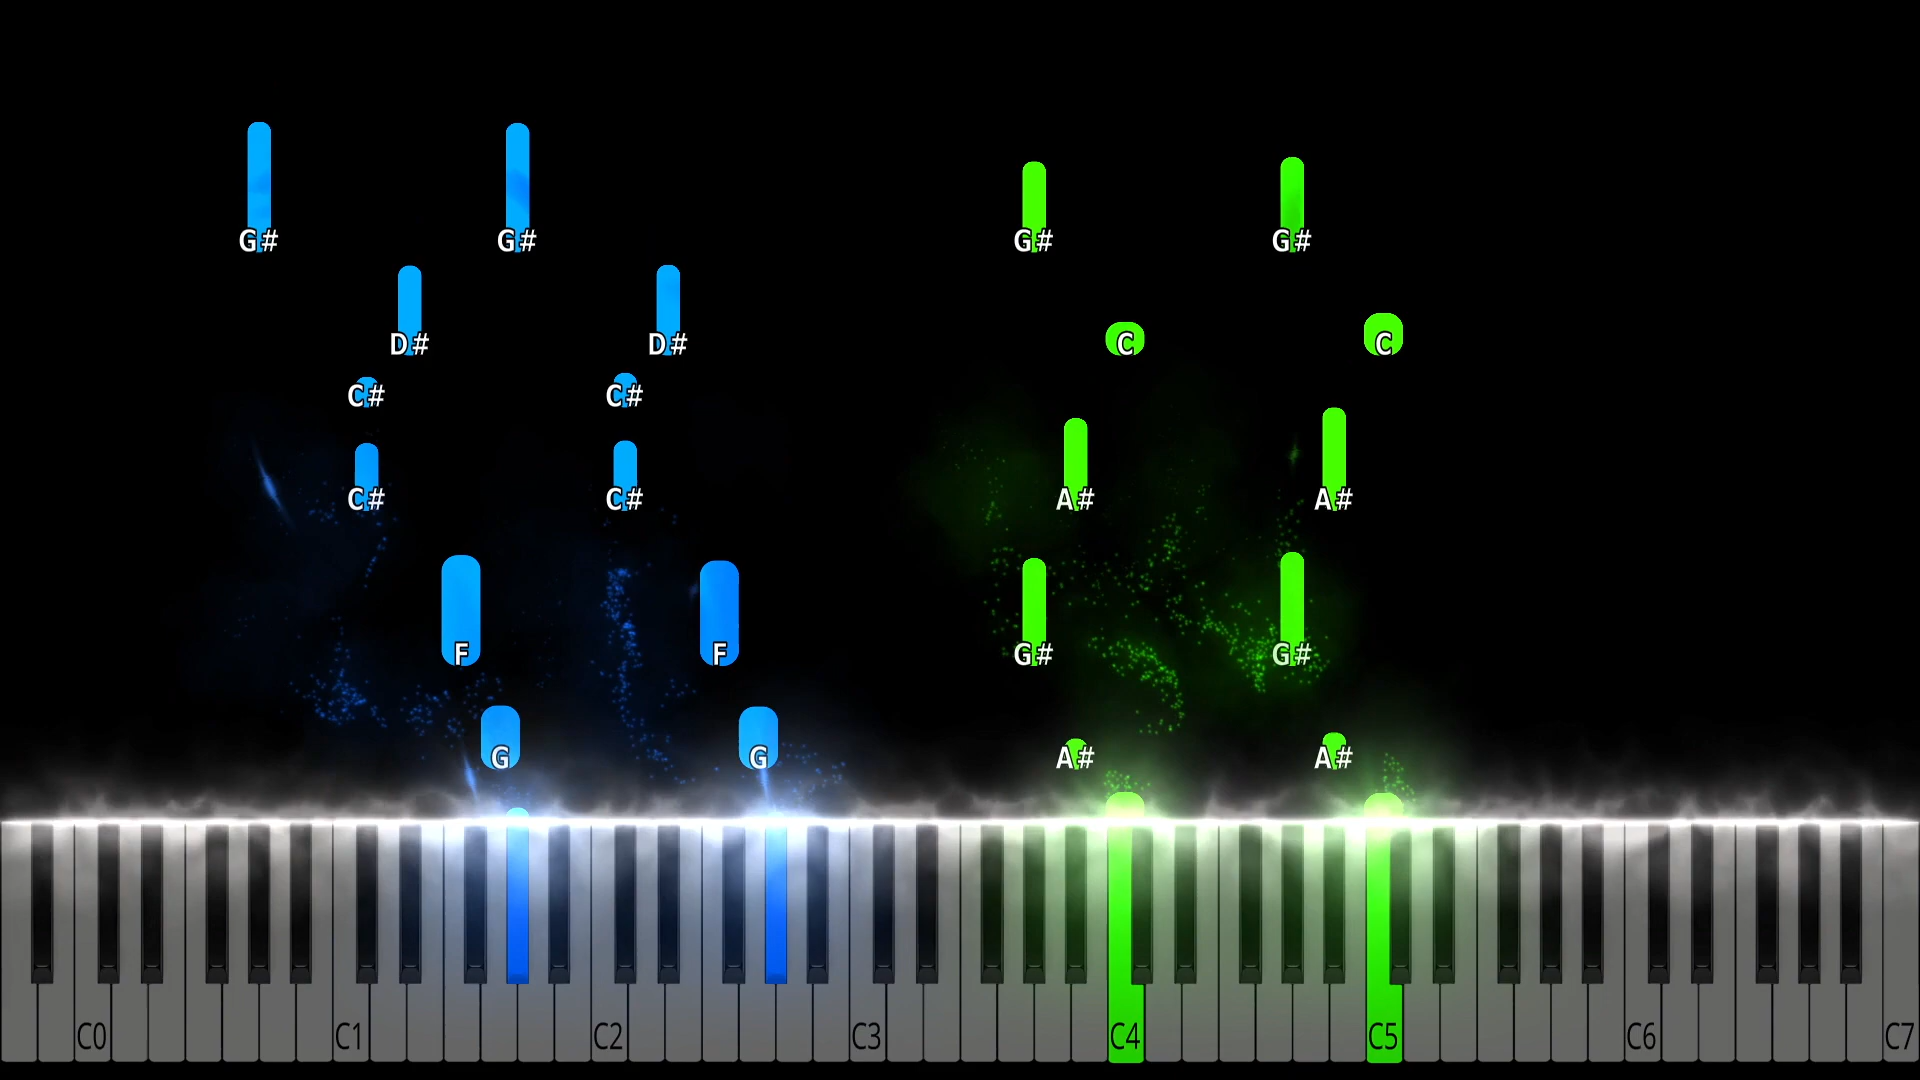 G# G# G# G#
D# D# C C
C# C#
C# C# A# A#
F F G# G#
G G A# A#
C0 C1 C2 C3 C4 C5 C6 C7